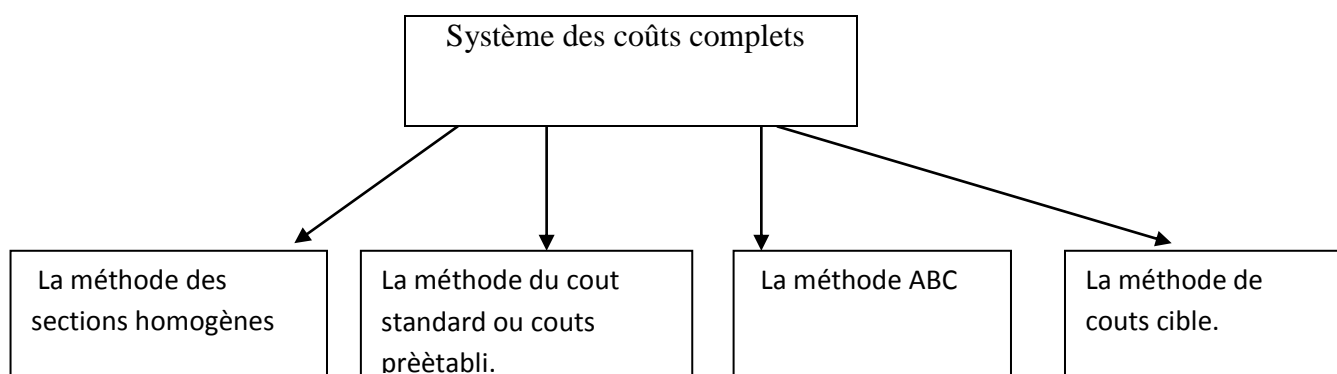 Système des coûts complets
La méthode des
sections homogènes
La méthode du cout
standard ou couts
prèètabli.
La méthode ABC
La méthode de
couts cible.